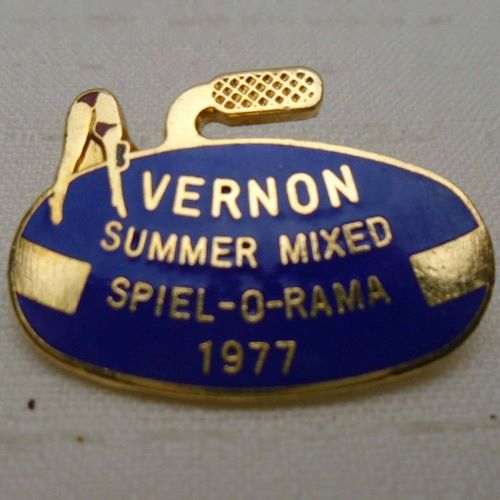 VERNON
SUMMER MIXED
SPIEL-O-RAMA
1977